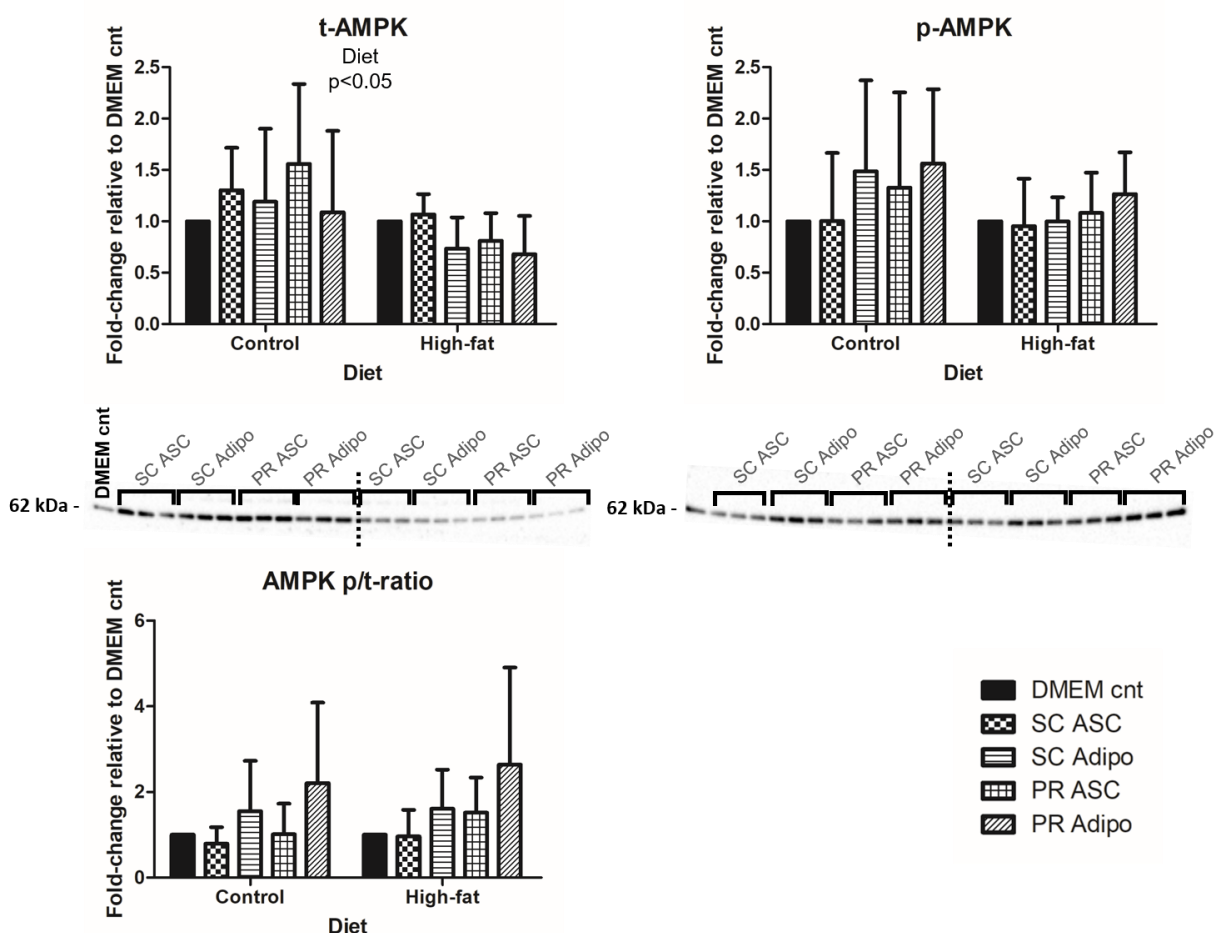 t-AMPK
Diet
p<0.05
Fold-change relative to DMEM cnt
2.5
2.0
1.5
1.0
0.5
0.0
Control
High-fat
Diet
p-AMPK
Fold-change relative to DMEM cnt
2.5
2.0
1.5
1.0
0.5
0.0
Control
High-fat
Diet
DMEM cnt
SC ASC
SC Adipo
PR ASC
PR Adipo
SC ASC
SC Adipo
PR ASC
PR Adipo
62 kDa -
SC ASC
SC Adipo
PR ASC
PR Adipo
SC ASC
SC Adipo
PR ASC
PR Adipo
62 kDa -
AMPK p/t-ratio
Fold-change relative to DMEM cnt
6
4
2
0
Control
High-fat
Diet
DMEM cnt
SC ASC
SC Adipo
PR ASC
PR Adipo